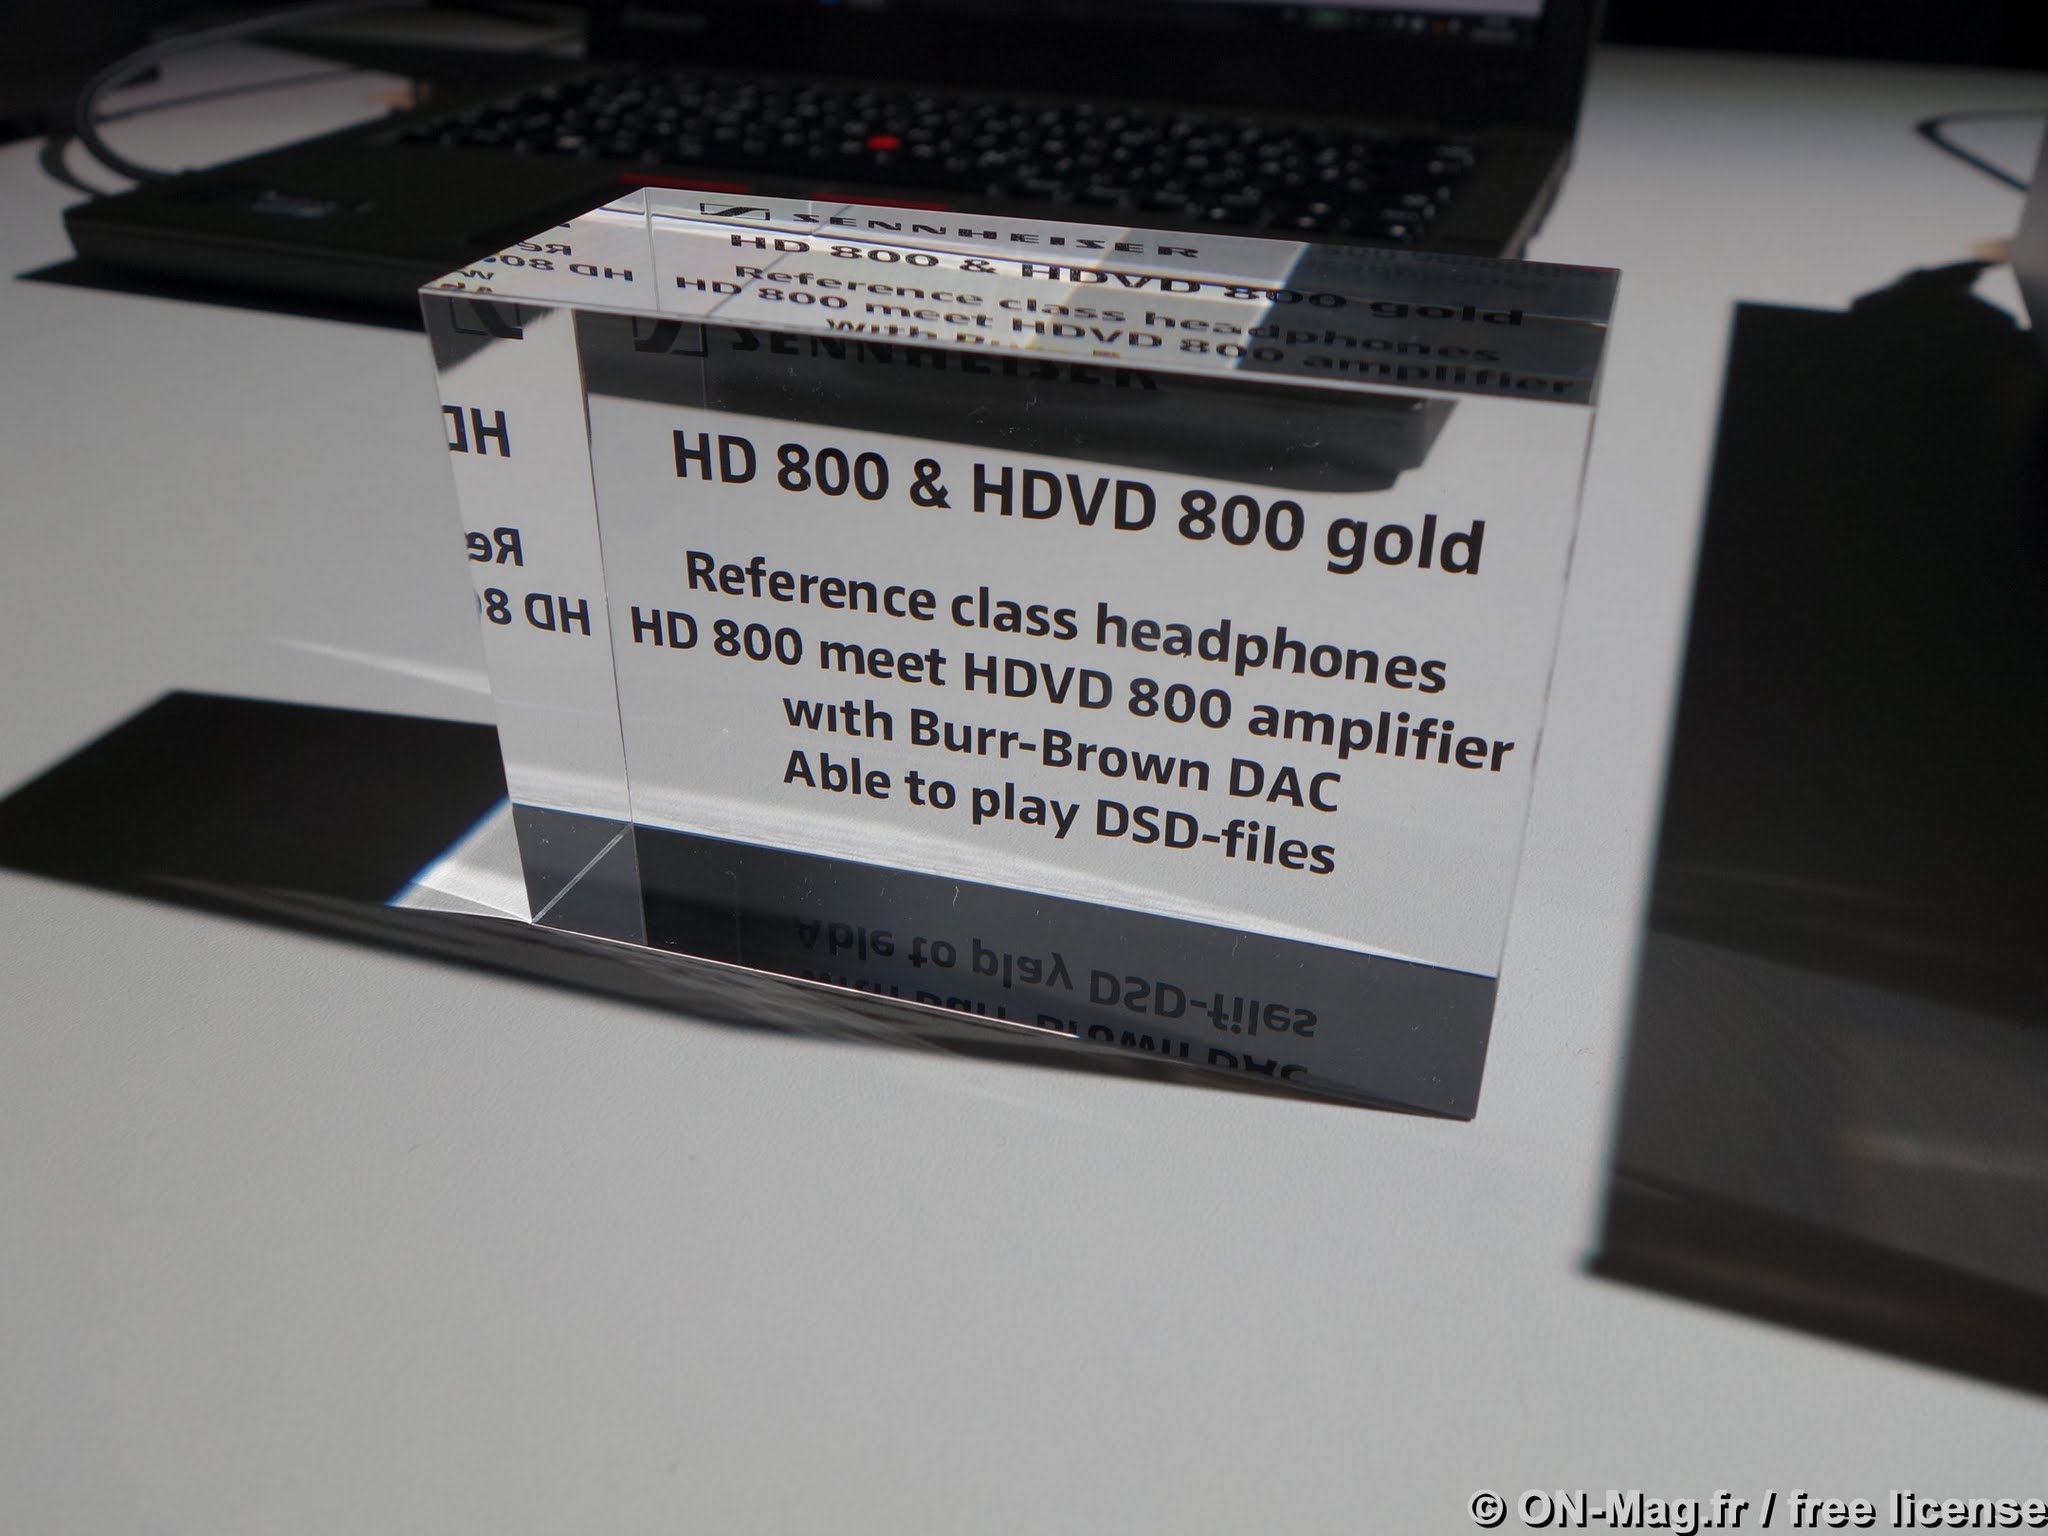 SENNHEISER
HD 800 & HDVD 800 gold
Reference class headphones
HD 800 meet HDVD 800 amplifier
with Burr-Brown DAC
Able to play DSD-files
© ON-Mag.fr / free license